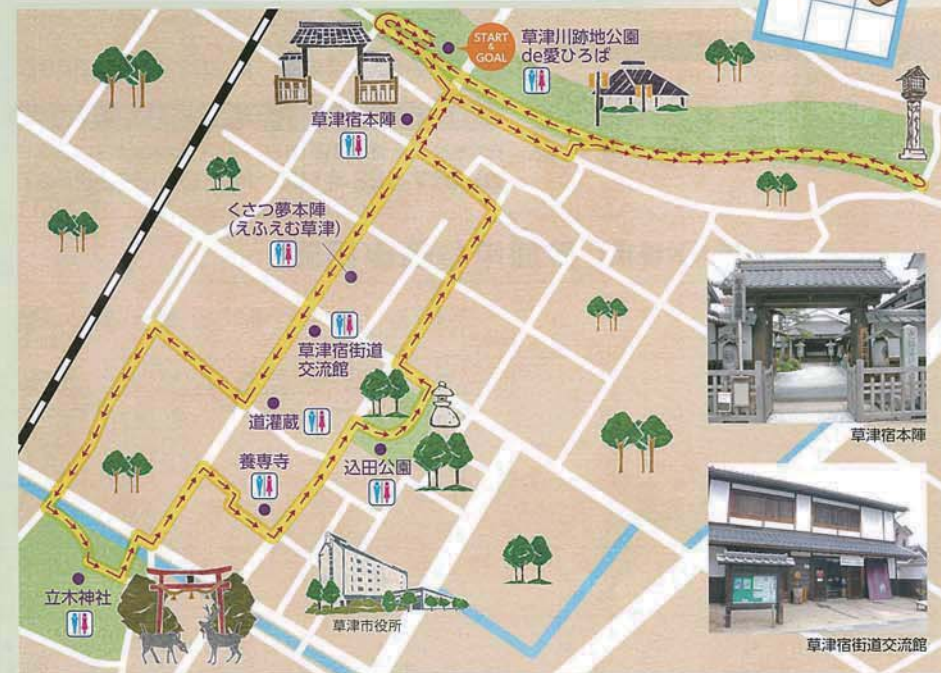 START
&
GOAL
草津川跡地公園
de愛ひろば
草津宿本陣
くさつ夢本陣
(えふえむ草津)
草津宿街道
交流館
道灌蔵
養専寺
込田公園
立木神社
草津市役所
草津宿本陣
草津宿街道交流館